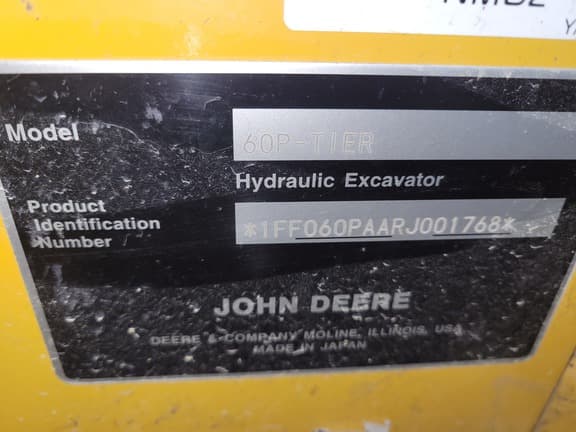 Model
60P-TIER
Hydraulic Excavator
Product
Identification
Number
*1FF060PAARJ001768*
JOHN DEERE
DEERE & COMPANY MOLINE, ILLINOIS, USA
MADE IN JAPAN